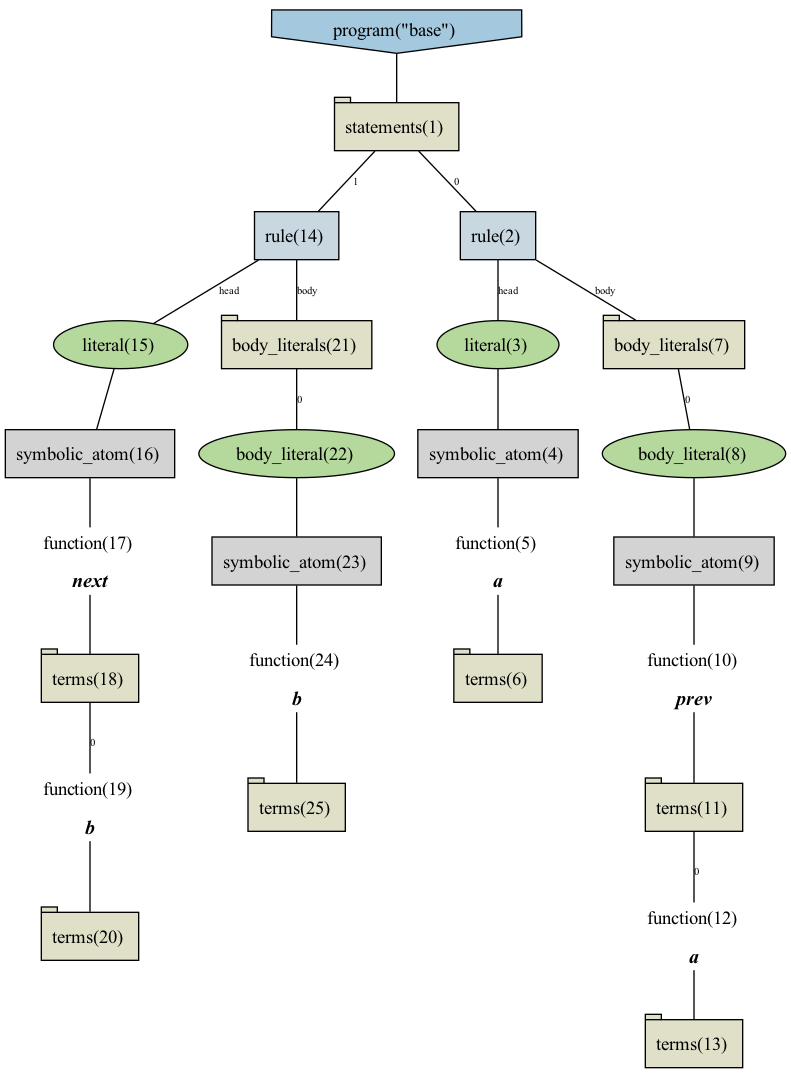 program("base")
statements(1)
1
0
rule(14)
rule(2)
head
body
head
body
literal(15)
body_literals(21)
literal(3)
body_literals(7)
0
0
symbolic_atom(16)
body_literal(22)
symbolic_atom(4)
body_literal(8)
function(17)
next
symbolic_atom(23)
function(5)
a
symbolic_atom(9)
terms(18)
function(24)
b
terms(6)
function(10)
prev
0
function(19)
b
terms(25)
terms(11)
0
terms(20)
function(12)
a
terms(13)